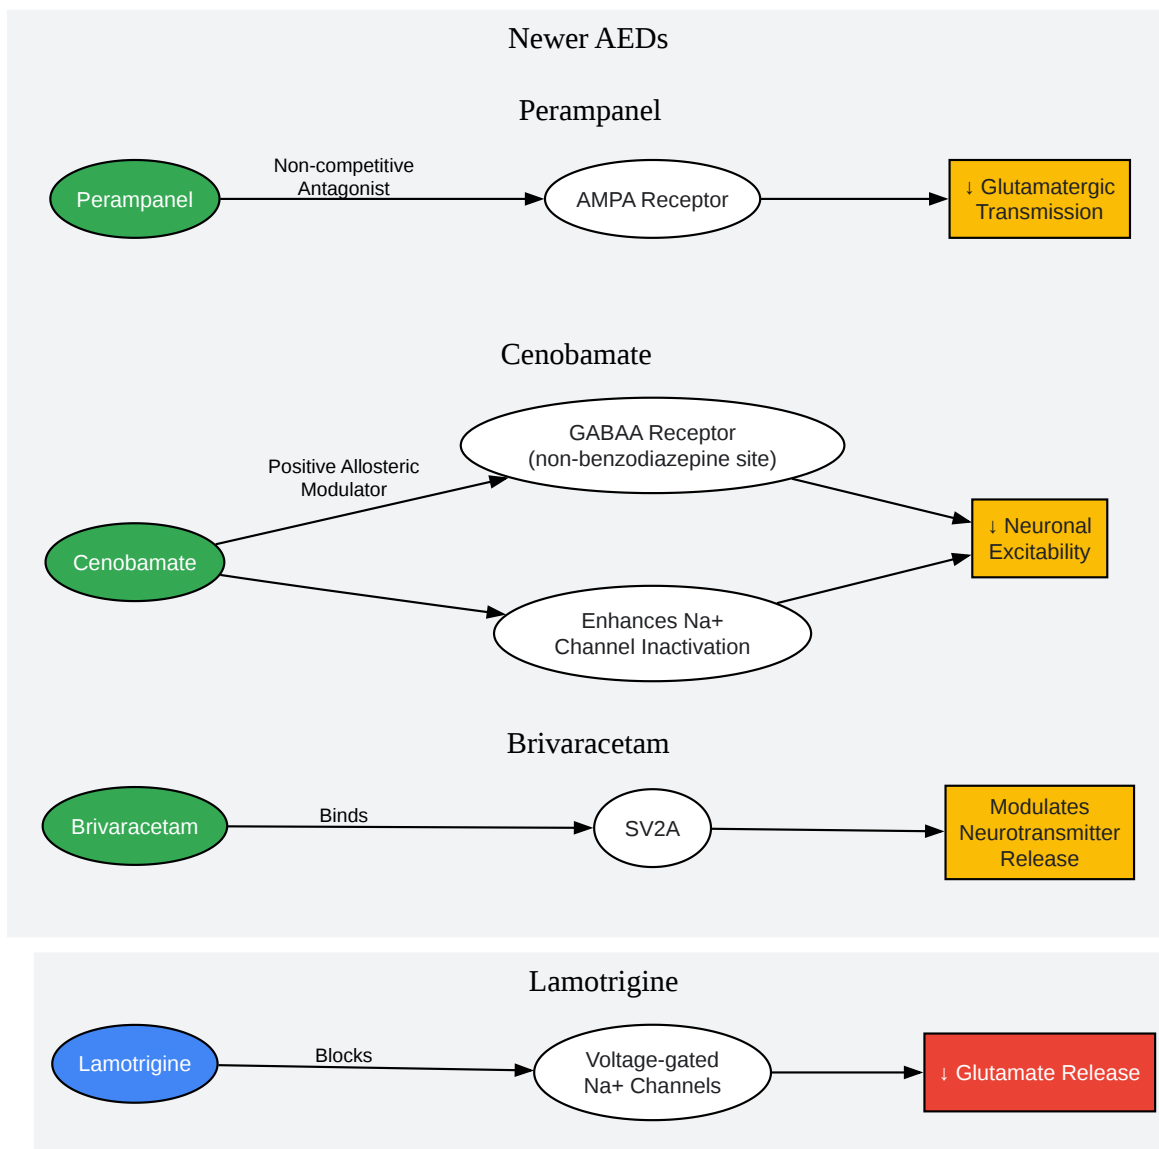 Newer AEDs
Perampanel
Perampanel
Non-competitive
Antagonist
AMPA Receptor
↓ Glutamatergic
Transmission
Cenobamate
Cenobamate
Positive Allosteric
Modulator
GABAA Receptor
(non-benzodiazepine site)
Enhances Na+
Channel Inactivation
↓ Neuronal
Excitability
Brivaracetam
Brivaracetam
Binds
SV2A
Modulates
Neurotransmitter
Release
Lamotrigine
Lamotrigine
Blocks
Voltage-gated
Na+ Channels
↓ Glutamate Release